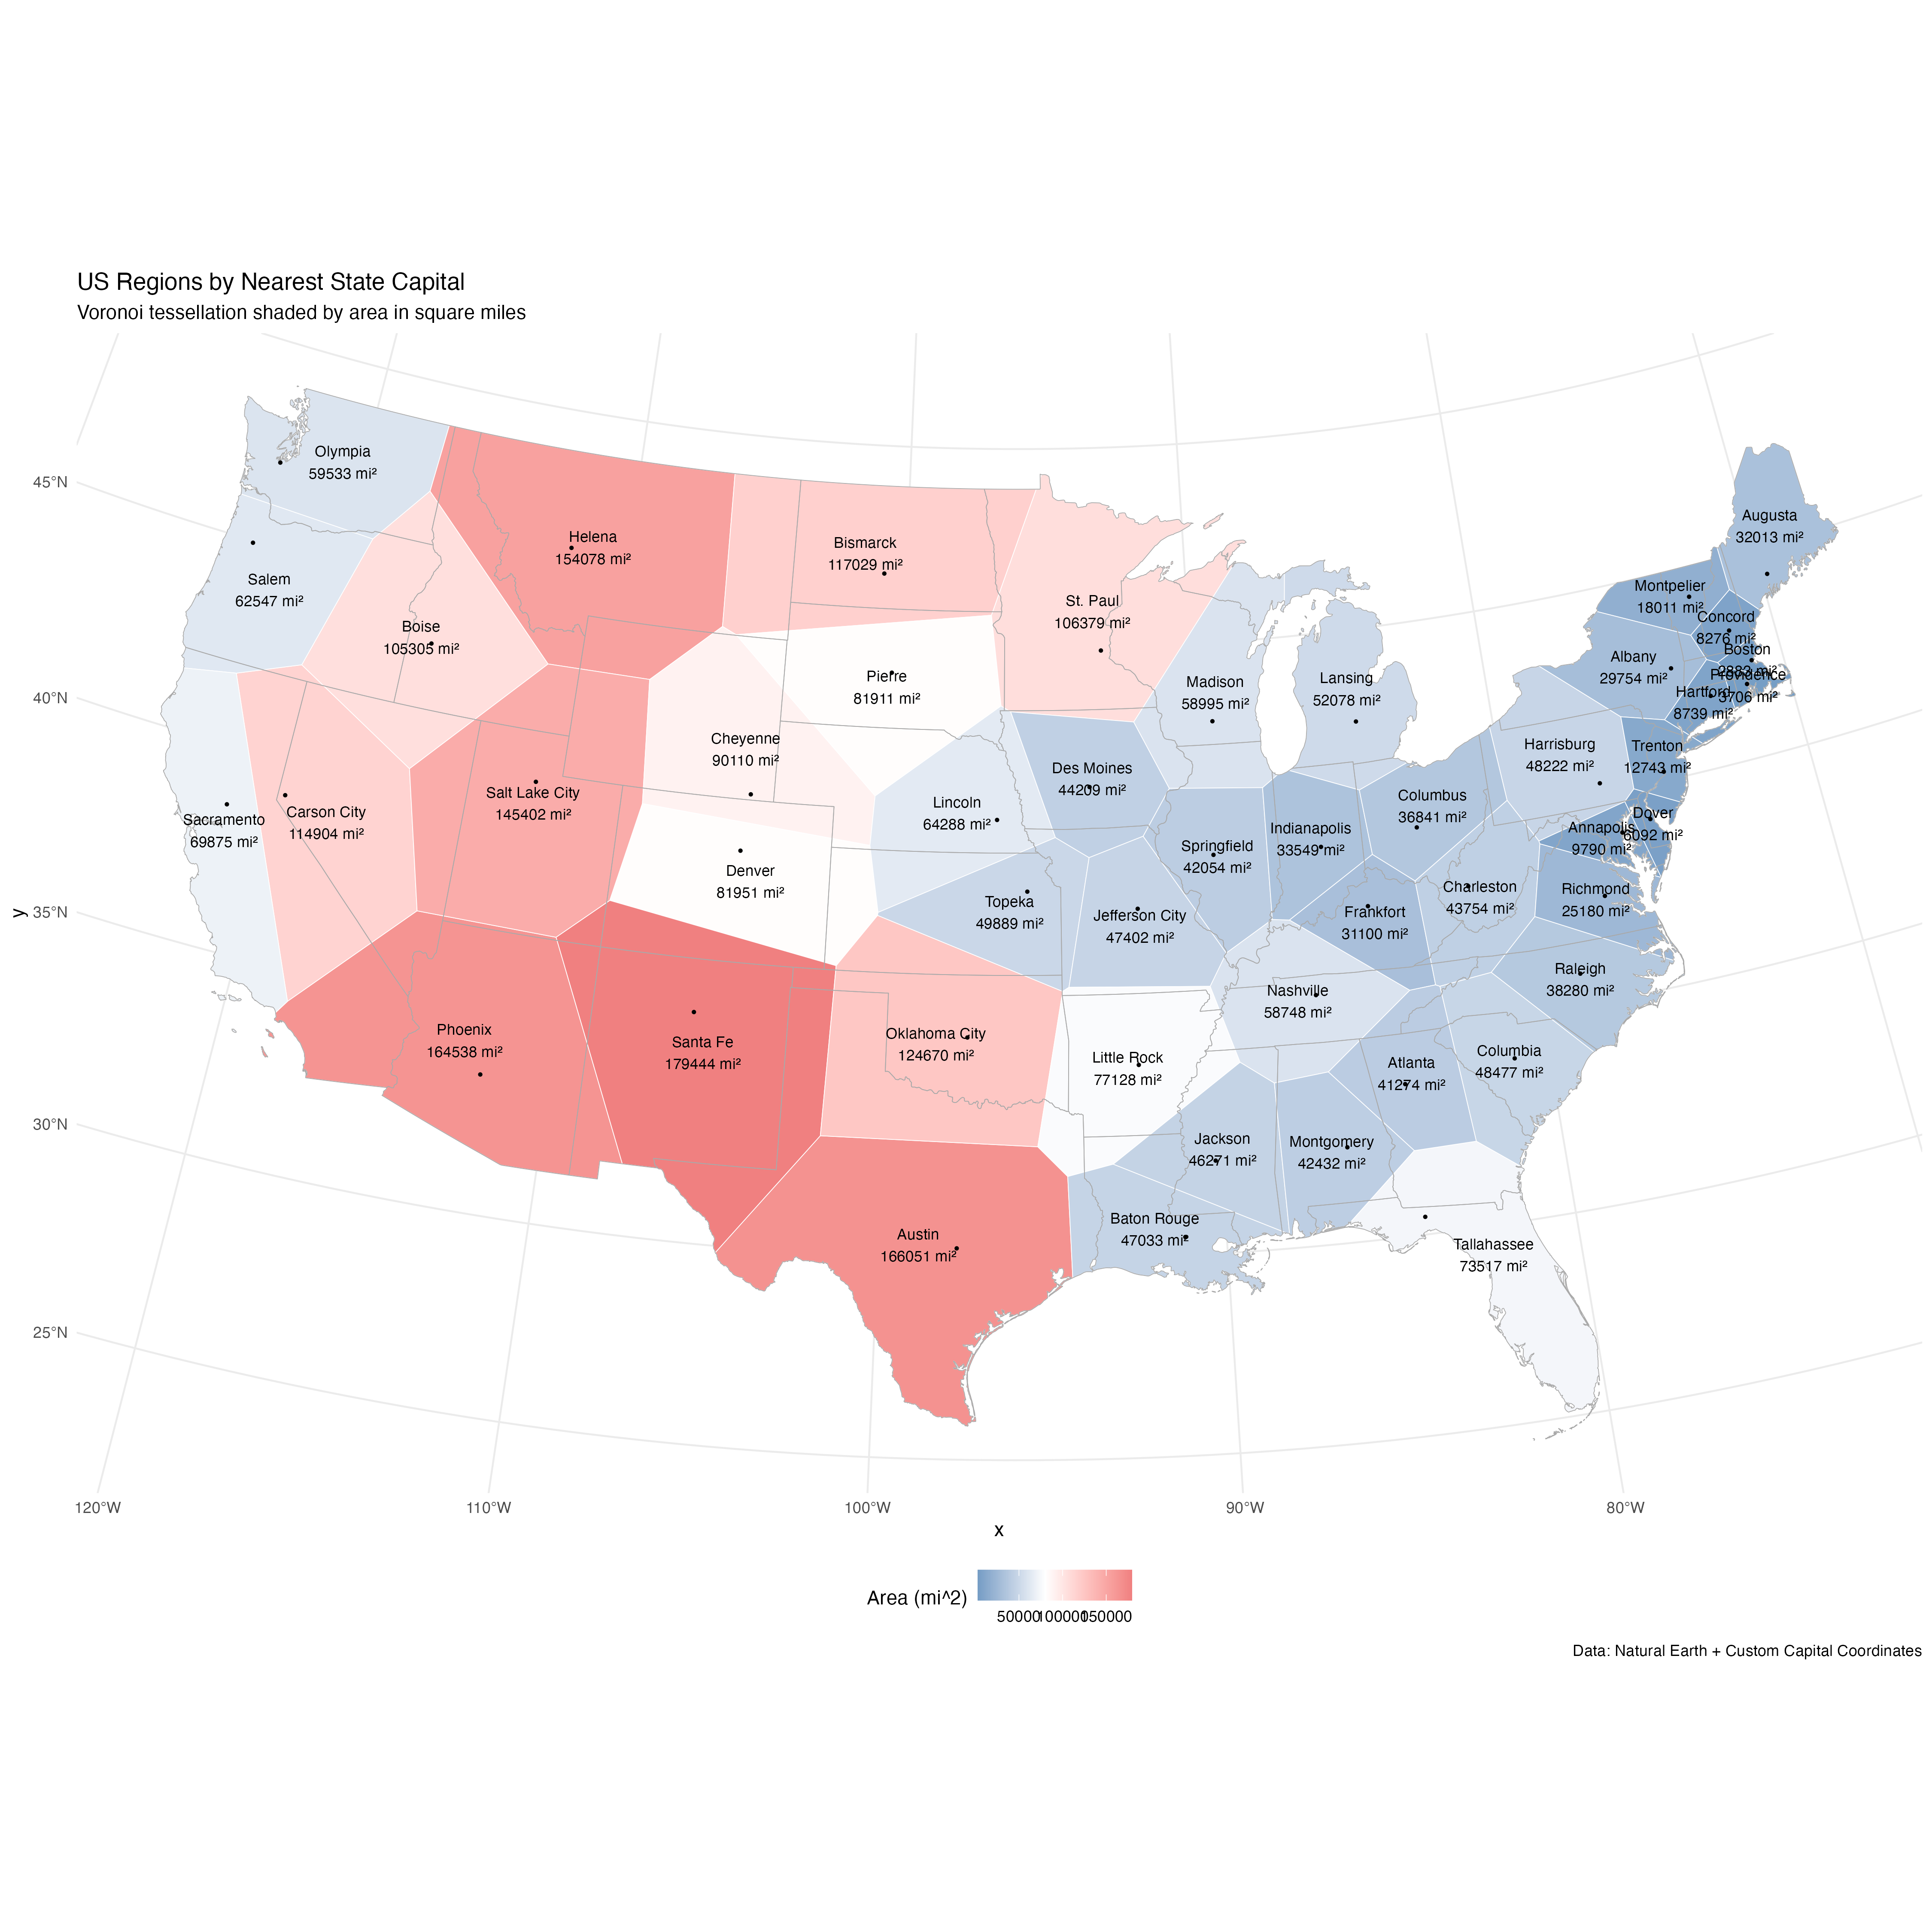 US Regions by Nearest State Capital
Voronoi tessellation shaded by area in square miles
45°N
40°N
35°N
30°N
25°N
y
Olympia
59533 mi²
Salem
62547 mi²
Boise
105305 mi²
Helena
154078 mi²
Bismarck
117029 mi²
St. Paul
106379 mi²
Pierre
81911 mi²
Madison
58995 mi²
Lansing
52078 mi²
Augusta
32013 mi²
Montpelier
18011 mi²
Concord
8276 mi²
Boston
2883 mi²
Providence
3706 mi²
Albany
29754 mi²
Hartford
8739 mi²
Cheyenne
90110 mi²
Des Moines
44209 mi²
Harrisburg
48222 mi²
Trenton
12743 mi²
Sacramento
69875 mi²
Carson City
114904 mi²
Salt Lake City
145402 mi²
Lincoln
64288 mi²
Columbus
36841 mi²
Dover
6092 mi²
Annapolis
9790 mi²
Indianapolis
33549 mi²
Springfield
42054 mi²
Denver
81951 mi²
Topeka
49889 mi²
Jefferson City
47402 mi²
Frankfort
31100 mi²
Charleston
43754 mi²
Richmond
25180 mi²
Raleigh
38280 mi²
Nashville
58748 mi²
Phoenix
164538 mi²
Santa Fe
179444 mi²
Oklahoma City
124670 mi²
Little Rock
77128 mi²
Atlanta
41274 mi²
Columbia
48477 mi²
Jackson
46271 mi²
Montgomery
42432 mi²
Austin
166051 mi²
Baton Rouge
47033 mi²
Tallahassee
73517 mi²
120°W
110°W
100°W
90°W
80°W
x
Area (mi^2)
50000
100000
150000
Data: Natural Earth + Custom Capital Coordinates